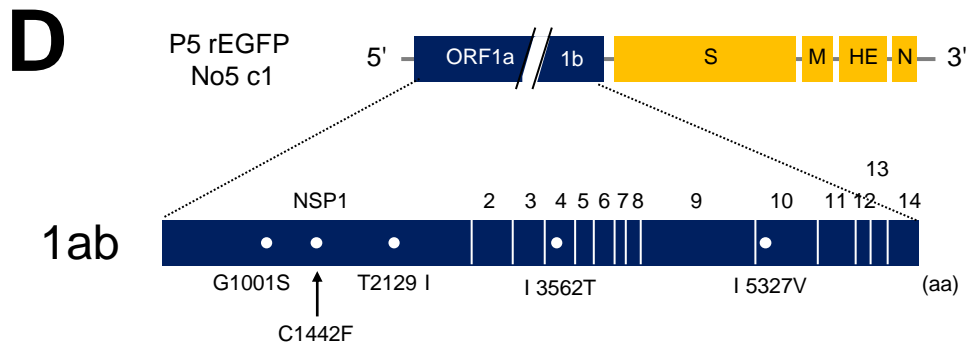 D
P5 rEGFP
No5 c1
5' ORF1a 1b S M HE N 3'
13
NSP1 2 3 4 5 6 7 8 9 10 11 12 14
1ab
G1001S T2129 I I 3562T I 5327V (aa)
C1442F